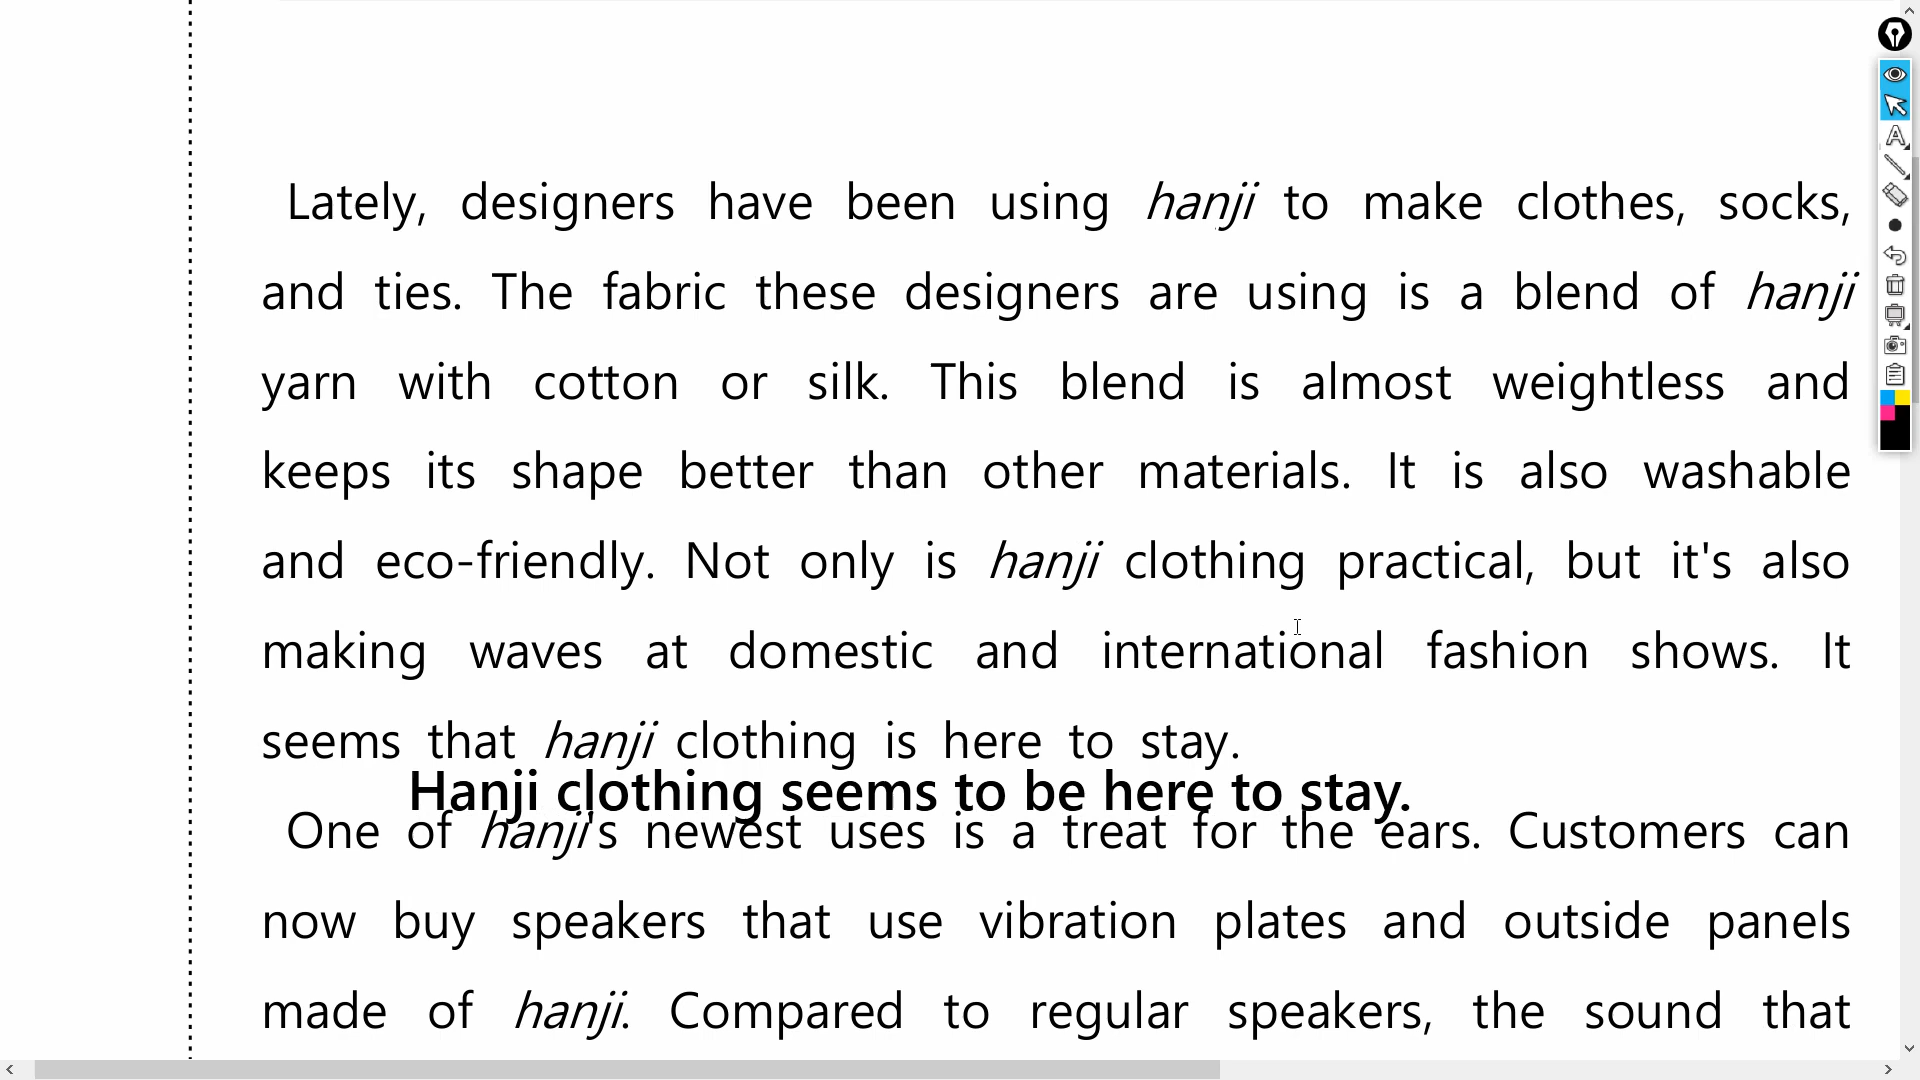 Lately, designers have been using hanji to make clothes, socks,
and ties. The fabric these designers are using is a blend of hanji
yarn with cotton or silk. This blend is almost weightless and
keeps its shape better than other materials. It is also washable
and eco-friendly. Not only is hanji clothing practical, but it's also
making waves at domestic and international fashion shows. It
seems that hanji clothing is here to stay.
Hanji clothing seems to be here to stay.
One of hanji's newest uses is a treat for the ears. Customers can
now buy speakers that use vibration plates and outside panels
made of hanji. Compared to regular speakers, the sound that